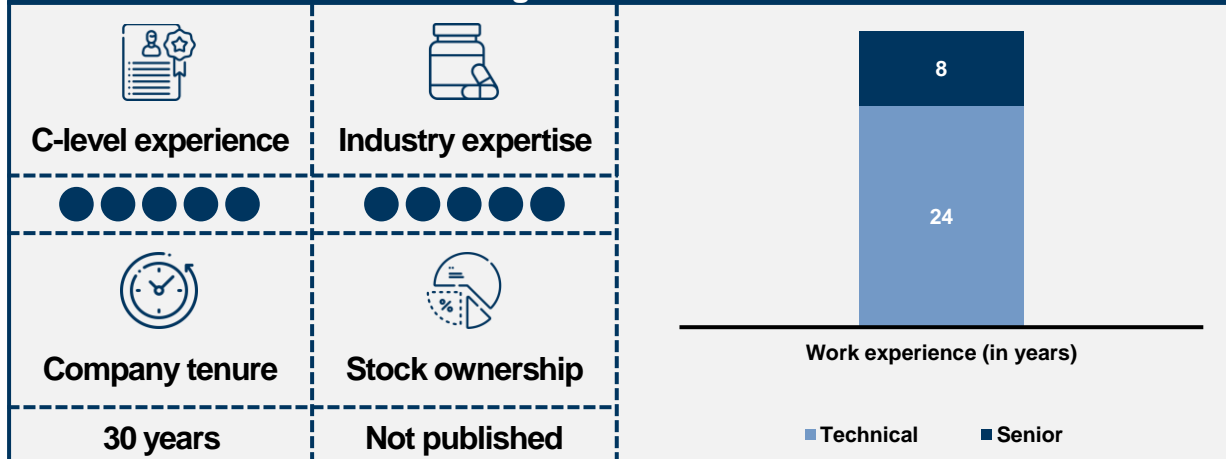 C-level experience
Industry expertise
Company tenure
Stock ownership
30 years
Not published
8
24
Work experience (in years)
Technical
Senior